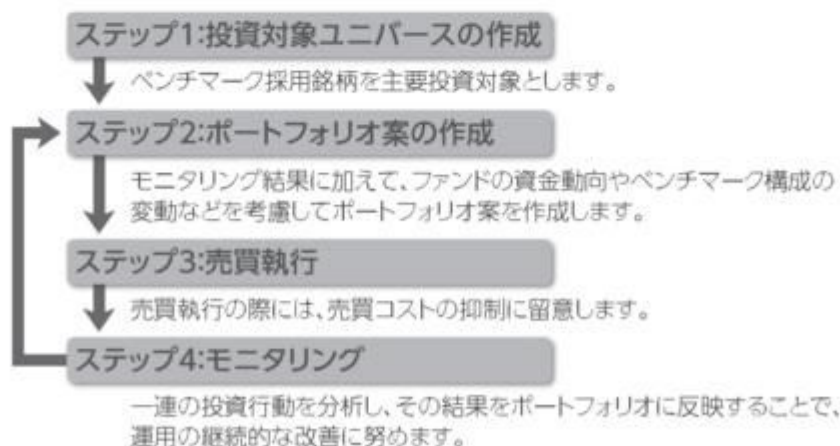 ステップ1:投資対象ユニバースの作成
ベンチマーク採用銘柄を主要投資対象とします。
ステップ2:ポートフォリオ案の作成
モニタリング結果に加えて、ファンドの資金動向やベンチマーク構成の
変動などを考慮してポートフォリオ案を作成します。
ステップ3:売買執行
売買執行の際には、売買コストの抑制に留意します。
ステップ4:モニタリング
一連の投資行動を分析し、その結果をポートフォリオに反映することで、
運用の継続的な改善に努めます。